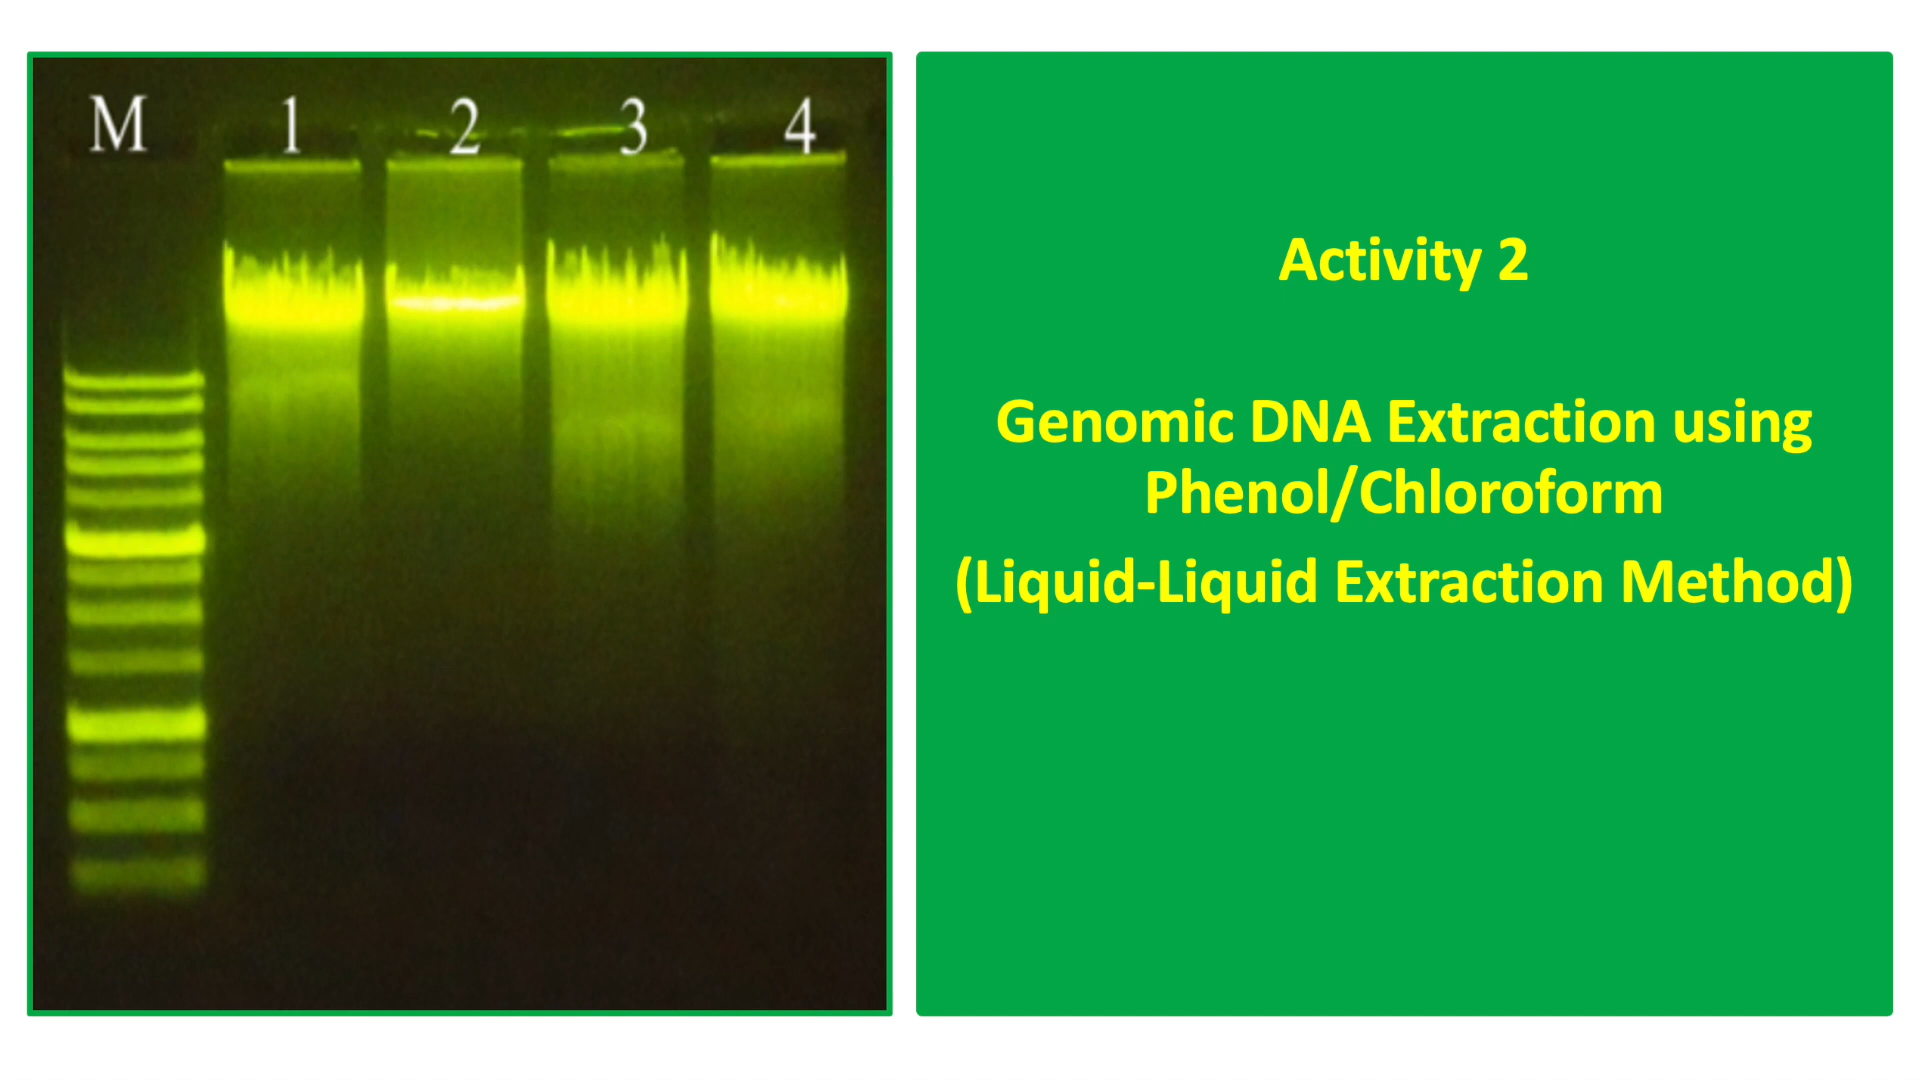 M 1 2 3 4
Activity 2
Genomic DNA Extraction using
Phenol/Chloroform
(Liquid-Liquid Extraction Method)